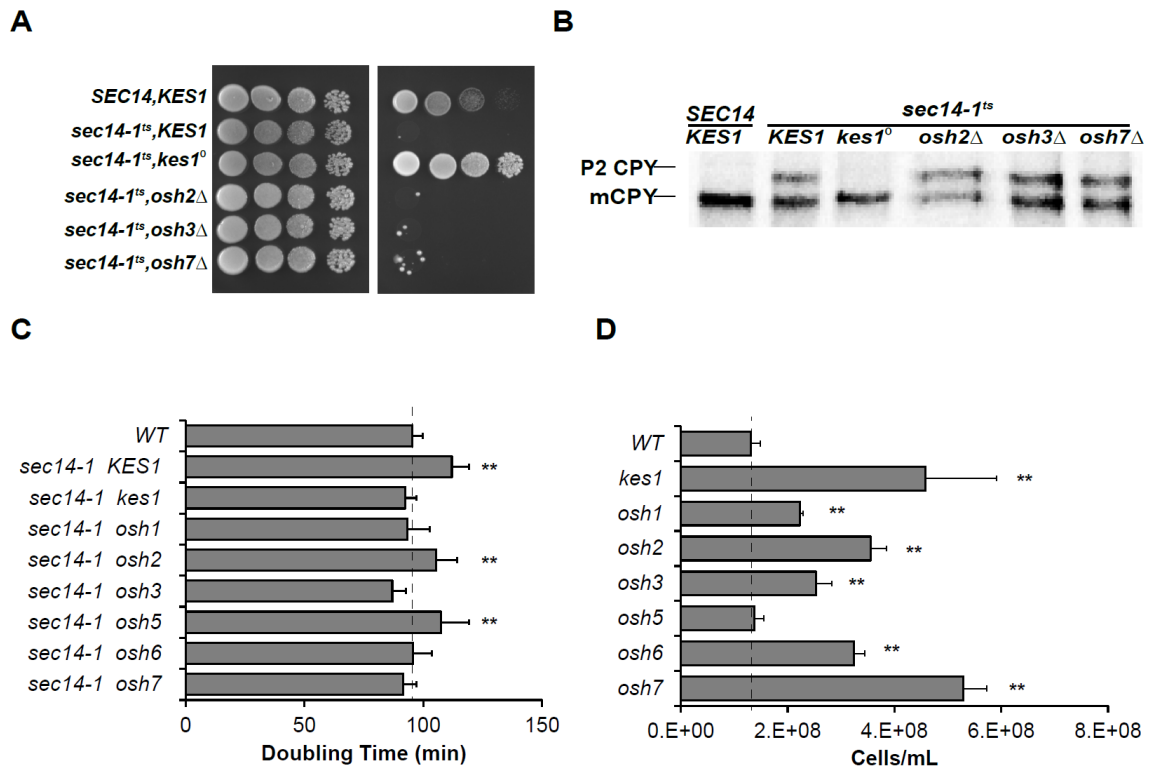 A
SEC14,KES1
sec14-1ts,KES1
sec14-1ts,kes1o
sec14-1ts,osh2Δ
sec14-1ts,osh3Δ
sec14-1ts,osh7Δ
B
SEC14 sec14-1ts
KES1 KES1 kes1o osh2Δ osh3Δ osh7Δ
P2 CPY
mCPY
C
WT
sec14-1 KES1 **
sec14-1 kes1
sec14-1 osh1
sec14-1 osh2 **
sec14-1 osh3
sec14-1 osh5 **
sec14-1 osh6
sec14-1 osh7
0 50 100 150
Doubling Time (min)
D
WT
kes1 **
osh1 **
osh2 **
osh3 **
osh5
osh6 **
osh7 **
0.E+00 2.E+08 4.E+08 6.E+08 8.E+08
Cells/mL